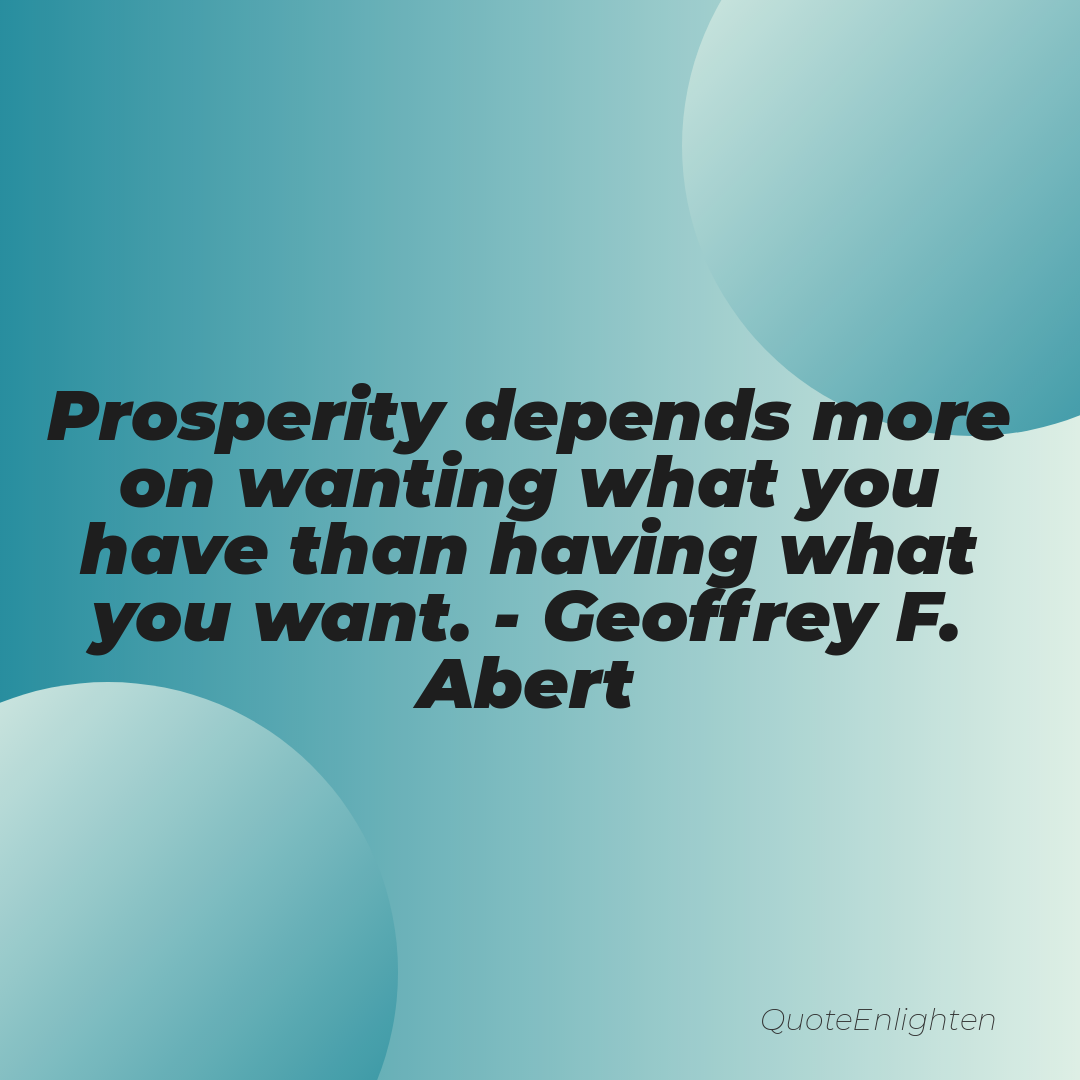 Prosperity depends more
on wanting what you
have than having what
you want. - Geoffrey F.
Abert
QuoteEnlighten